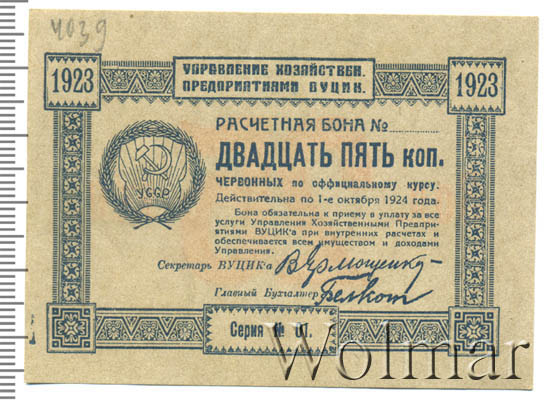 4039
1923
УПРАВЛЕНИЕ ХОЗЯЙСТВЕН.
ПРЕДПРИЯТИЯМИ ВУЦИК.
1923
РАСЧЕТНАЯ БОНА №
ДВАДЦАТЬ ПЯТЬ КОП.
ЧЕРВОННЫХ по оффициальному курсу.
Действительна по 1-е октября 1924 года.
Бона обязательна к приему в уплату за все
услуги Управления Хозяйственными Предпри-
ятиями ВУЦИК'а при внутренних расчетах и
обеспечивается всем имуществом и доходами
Управления.
УССР
Секретарь ВУЦИК'а
Главный Бухгалтер
Серия №
Wolmar